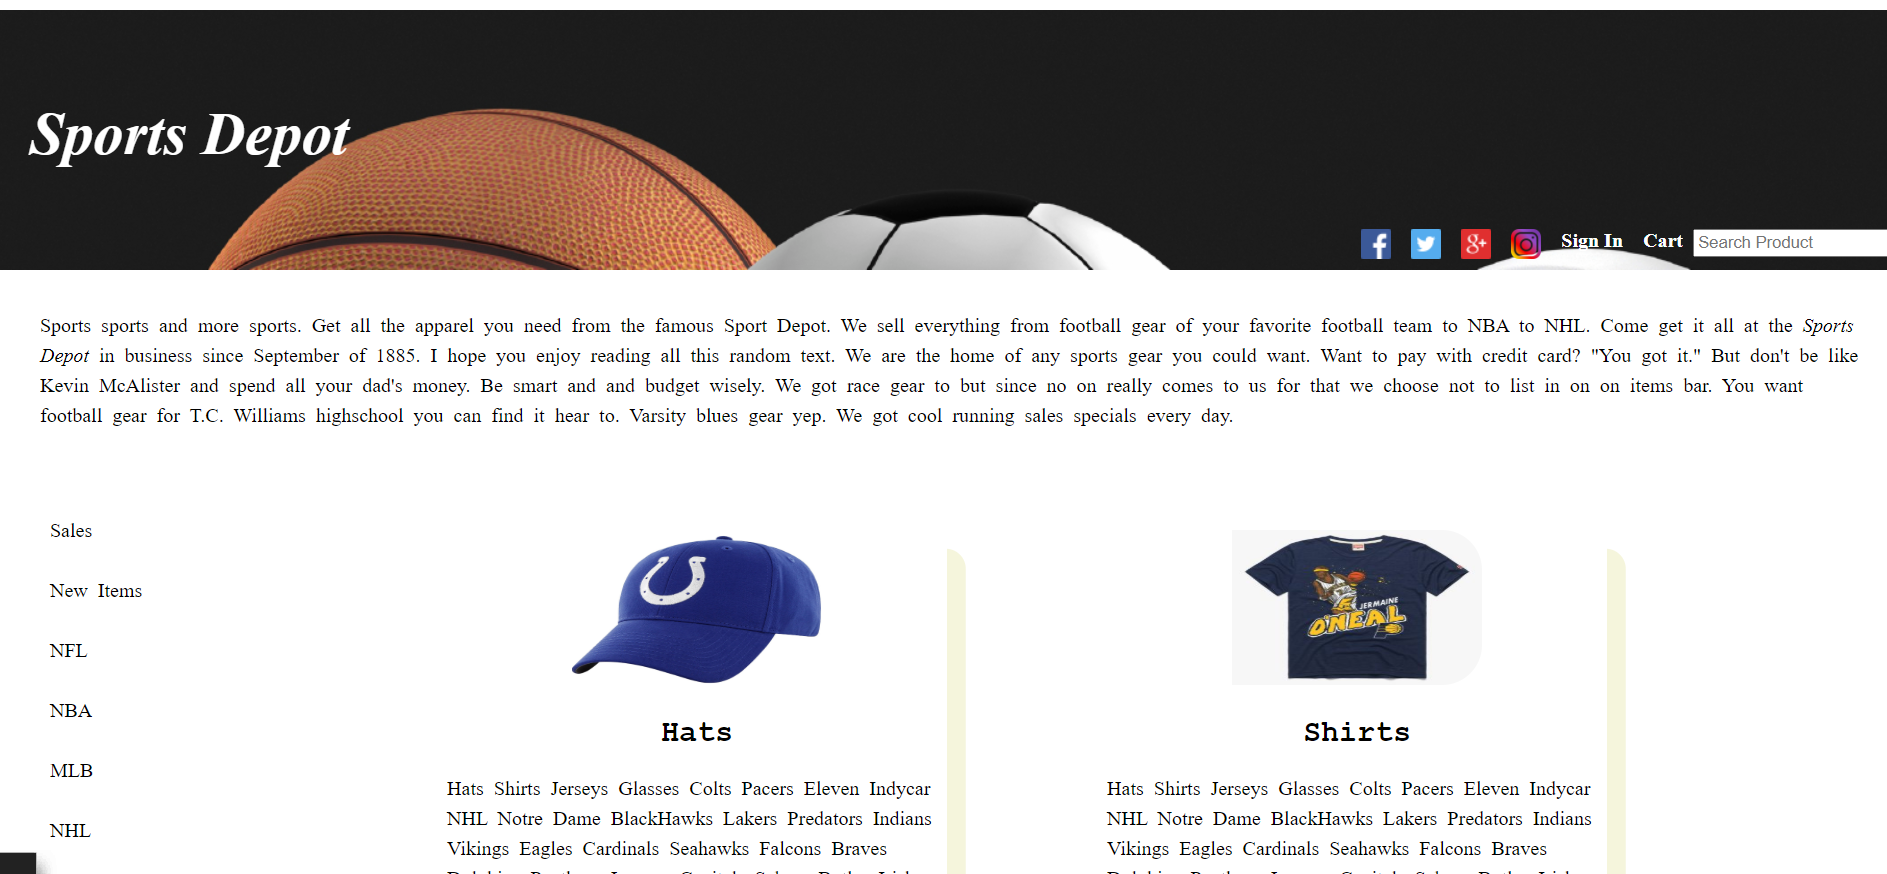 Sports Depot
Sign In Cart Search Product
Sports sports and more sports. Get all the apparel you need from the famous Sport Depot. We sell everything from football gear of your favorite football team to NBA to NHL. Come get it all at the Sports
Depot in business since September of 1885. I hope you enjoy reading all this random text. We are the home of any sports gear you could want. Want to pay with credit card? "You got it." But don't be like
Kevin McAlister and spend all your dad's money. Be smart and and budget wisely. We got race gear to but since no on really comes to us for that we choose not to list in on on items bar. You want
football gear for T.C. Williams highschool you can find it hear to. Varsity blues gear yep. We got cool running sales specials every day.
Sales
New Items
NFL
NBA
MLB
NHL
JERMAINE
O'NEAL
Hats
Hats Shirts Jerseys Glasses Colts Pacers Eleven Indycar
NHL Notre Dame BlackHawks Lakers Predators Indians
Vikings Eagles Cardinals Seahawks Falcons Braves
Shirts
Hats Shirts Jerseys Glasses Colts Pacers Eleven Indycar
NHL Notre Dame BlackHawks Lakers Predators Indians
Vikings Eagles Cardinals Seahawks Falcons Braves